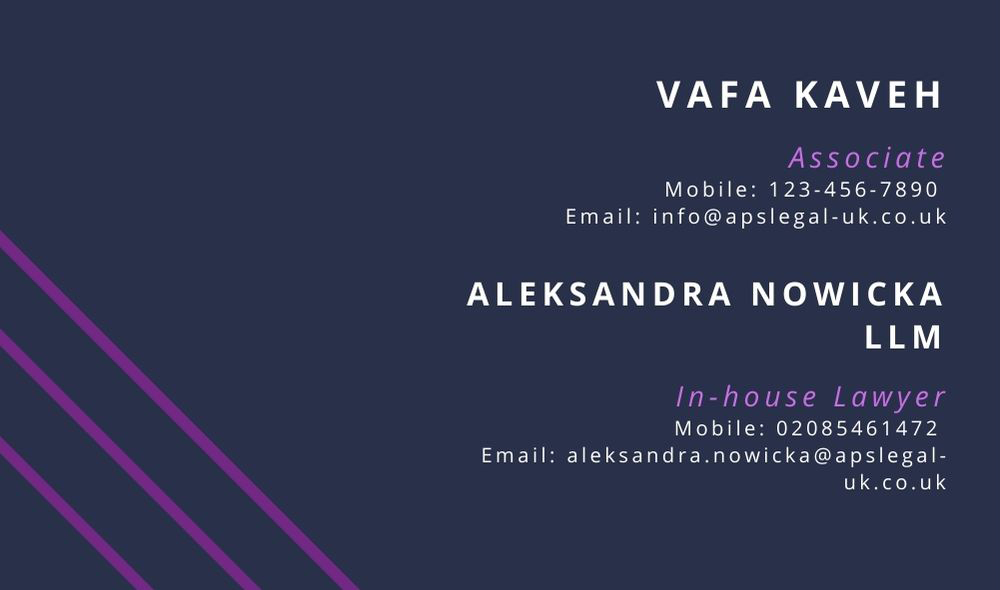 VAFA KAVEH
Associate
Mobile: 123-456-7890
Email: info@apslegal-uk.co.uk
ALEKSANDRA NOWICKA
LLM
In-house Lawyer
Mobile: 02085461472
Email: aleksandra.nowicka@apslegal-
uk.co.uk